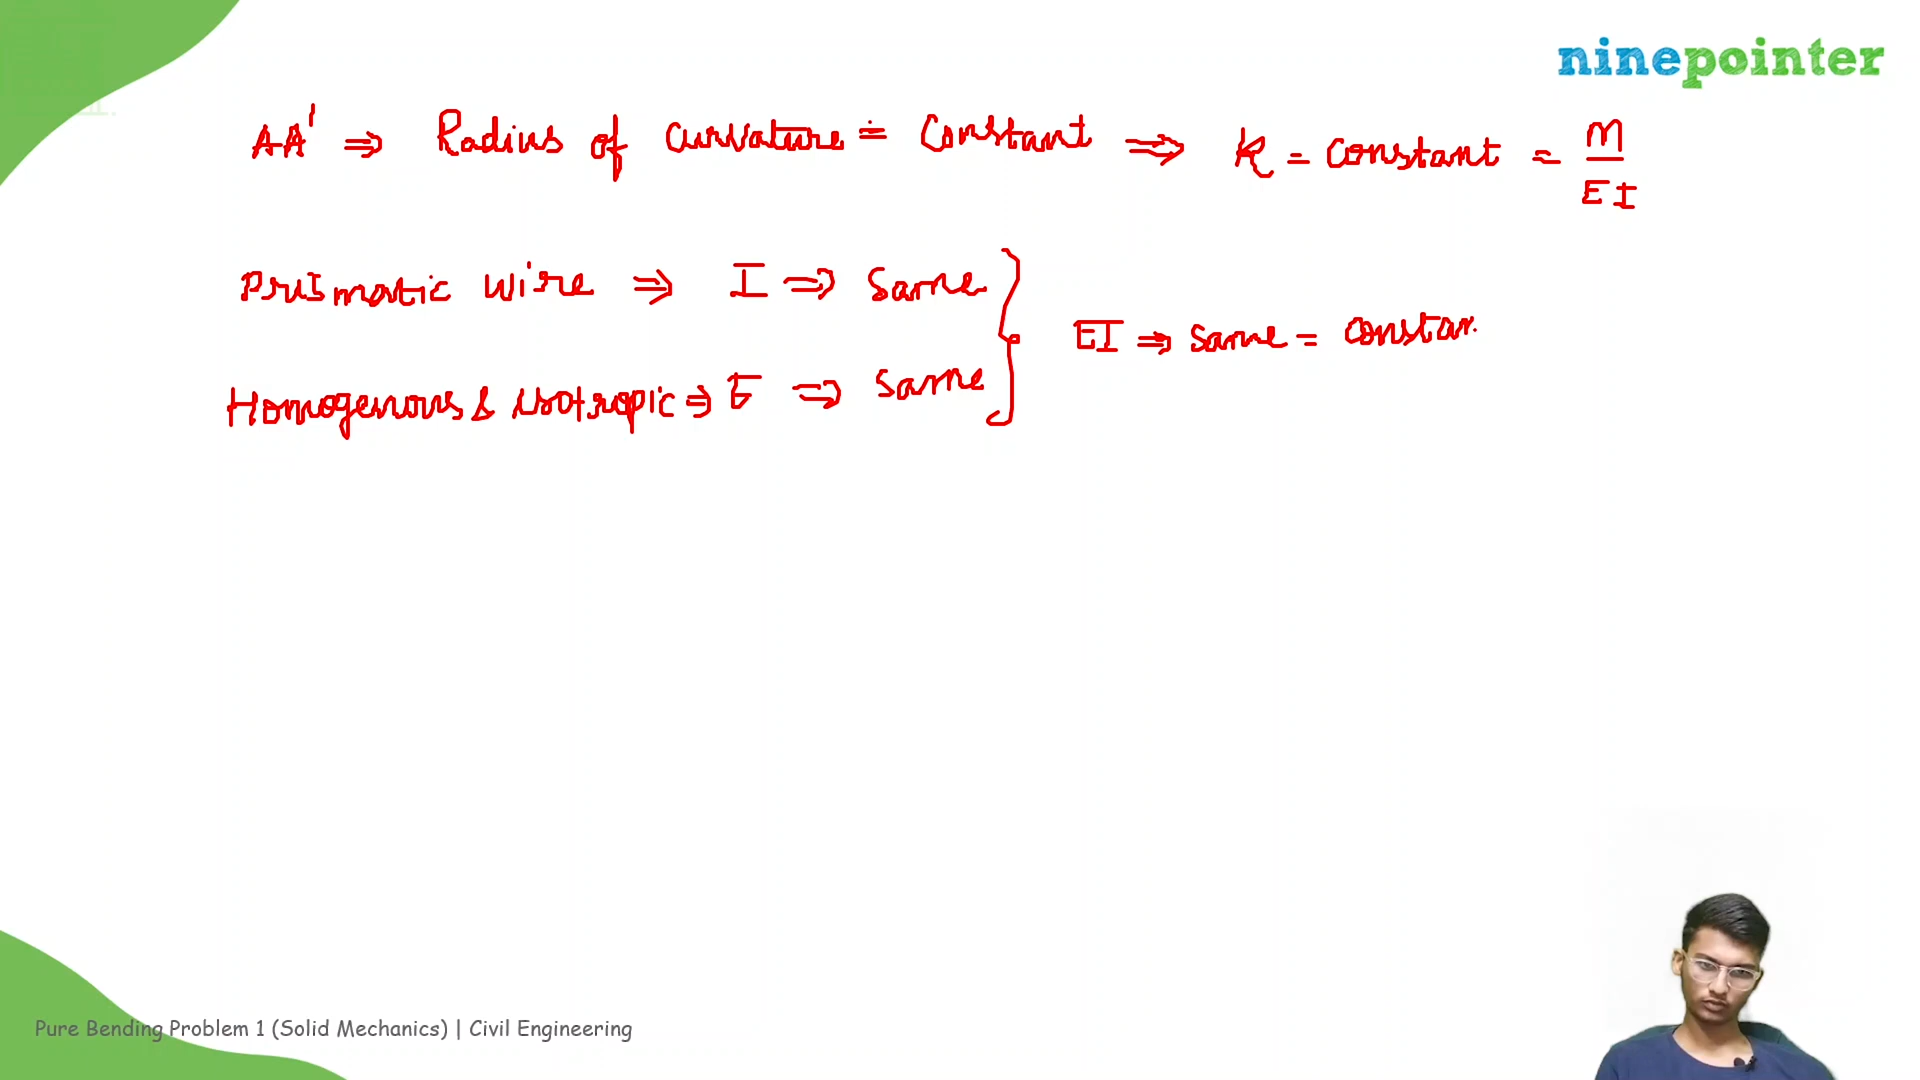 ninepointer
AA' ⇒ Radius of Curvature = Constant ⇒ K = constant = M/EI
Prismatic wire ⇒ I ⇒ Same
EI ⇒ same = constan
Homogenous & isotropic ⇒ E ⇒ Same
Pure Bending Problem 1 (Solid Mechanics) | Civil Engineering